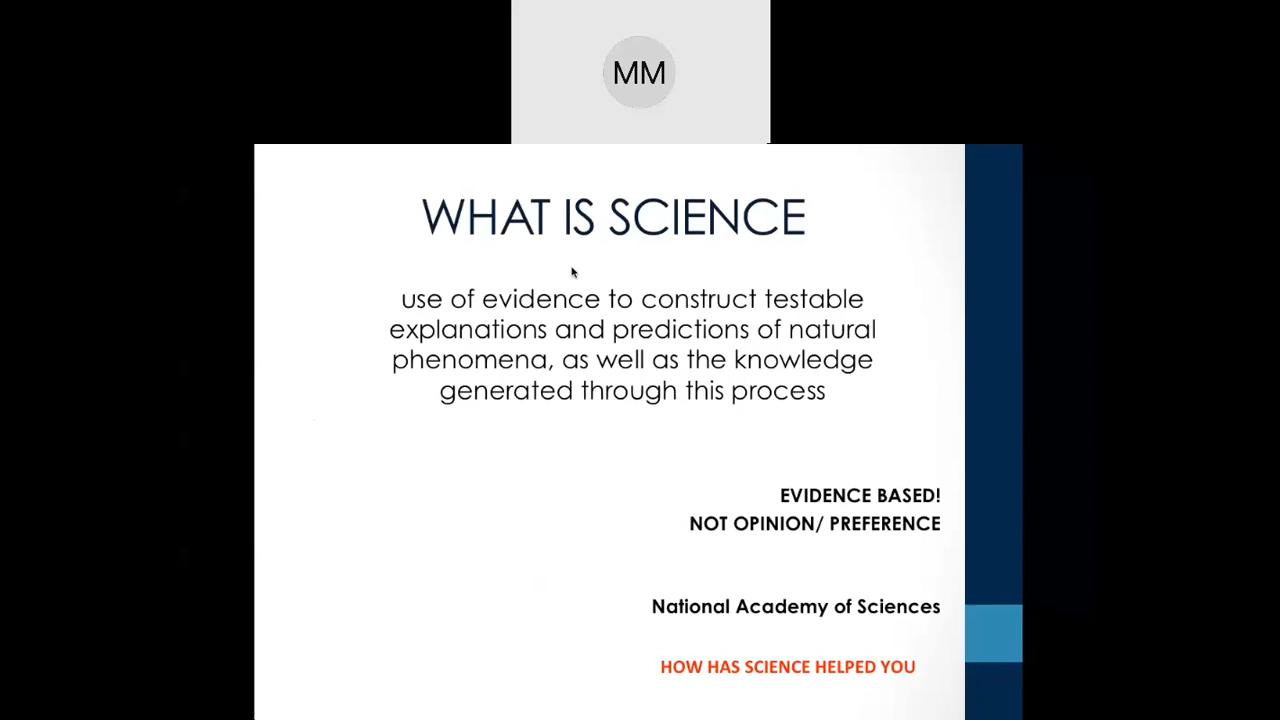 MM
WHAT IS SCIENCE
use of evidence to construct testable
explanations and predictions of natural
phenomena, as well as the knowledge
generated through this process
EVIDENCE BASED!
NOT OPINION/ PREFERENCE
National Academy of Sciences
HOW HAS SCIENCE HELPED YOU